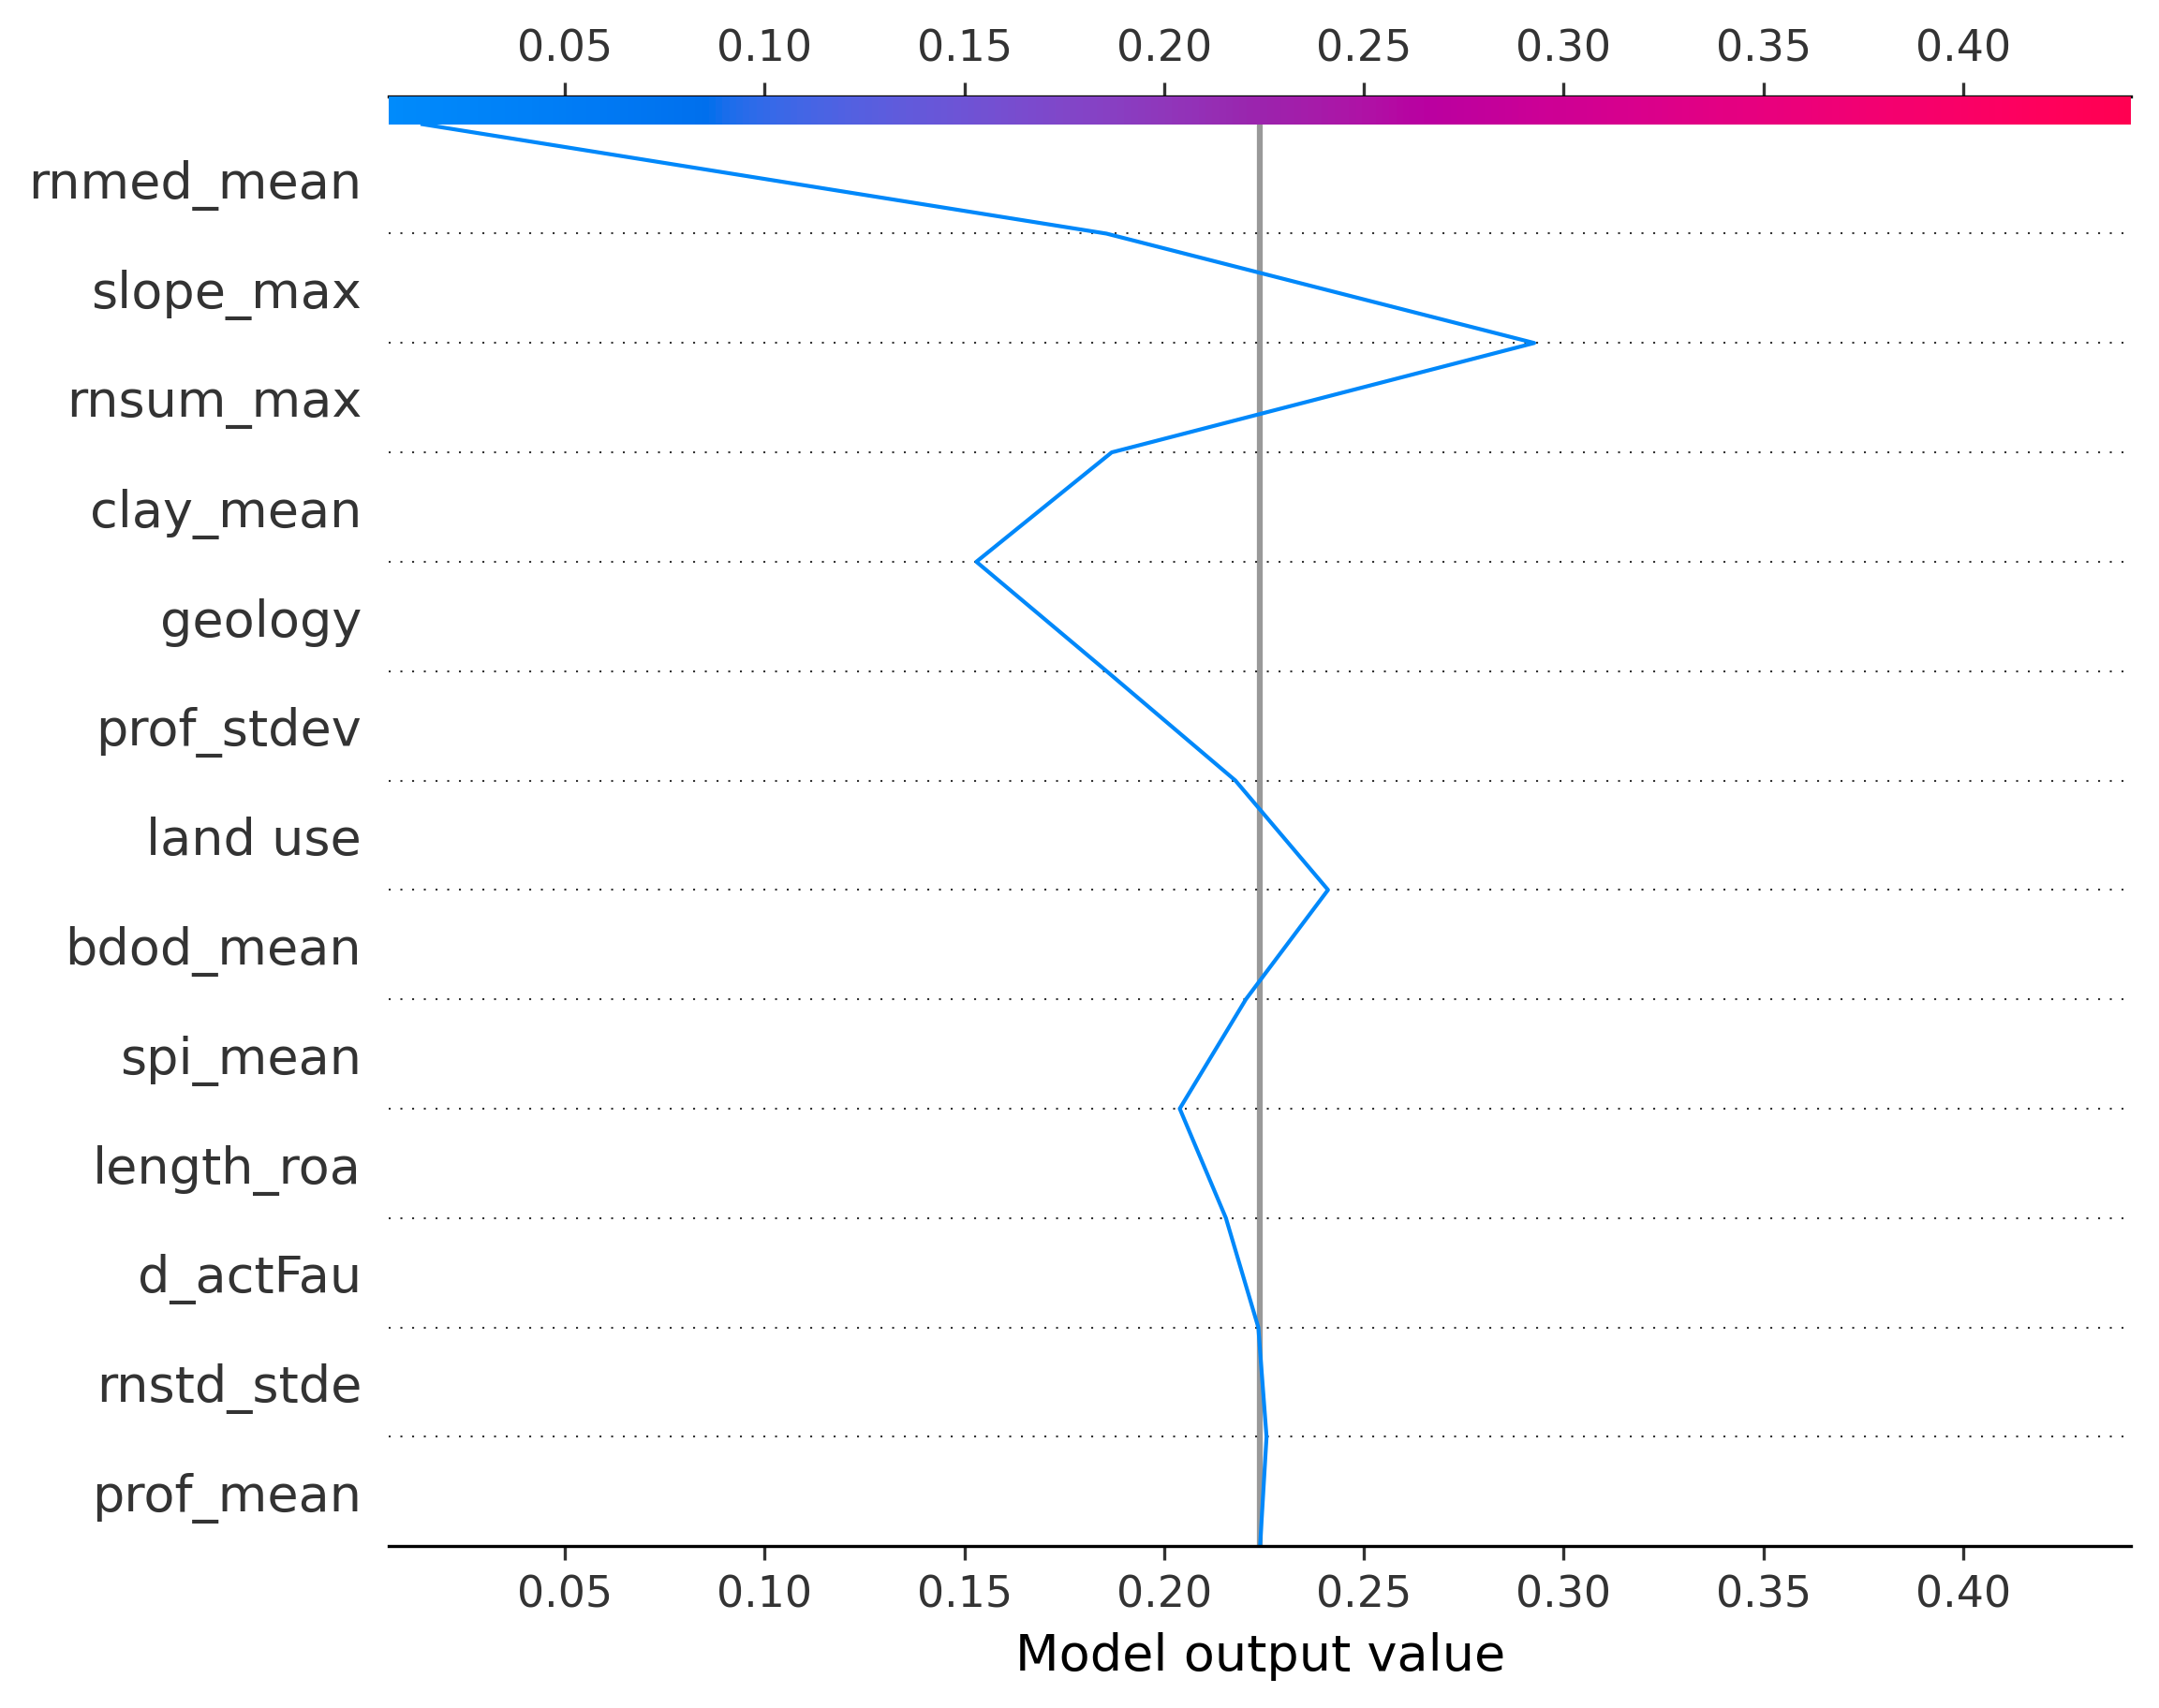 0.05 0.10 0.15 0.20 0.25 0.30 0.35 0.40
rnmed_mean
slope_max
rnsum_max
clay_mean
geology
prof_stdev
land use
bdod_mean
spi_mean
length_roa
d_actFau
rnstd_stde
prof_mean
0.05 0.10 0.15 0.20 0.25 0.30 0.35 0.40
Model output value